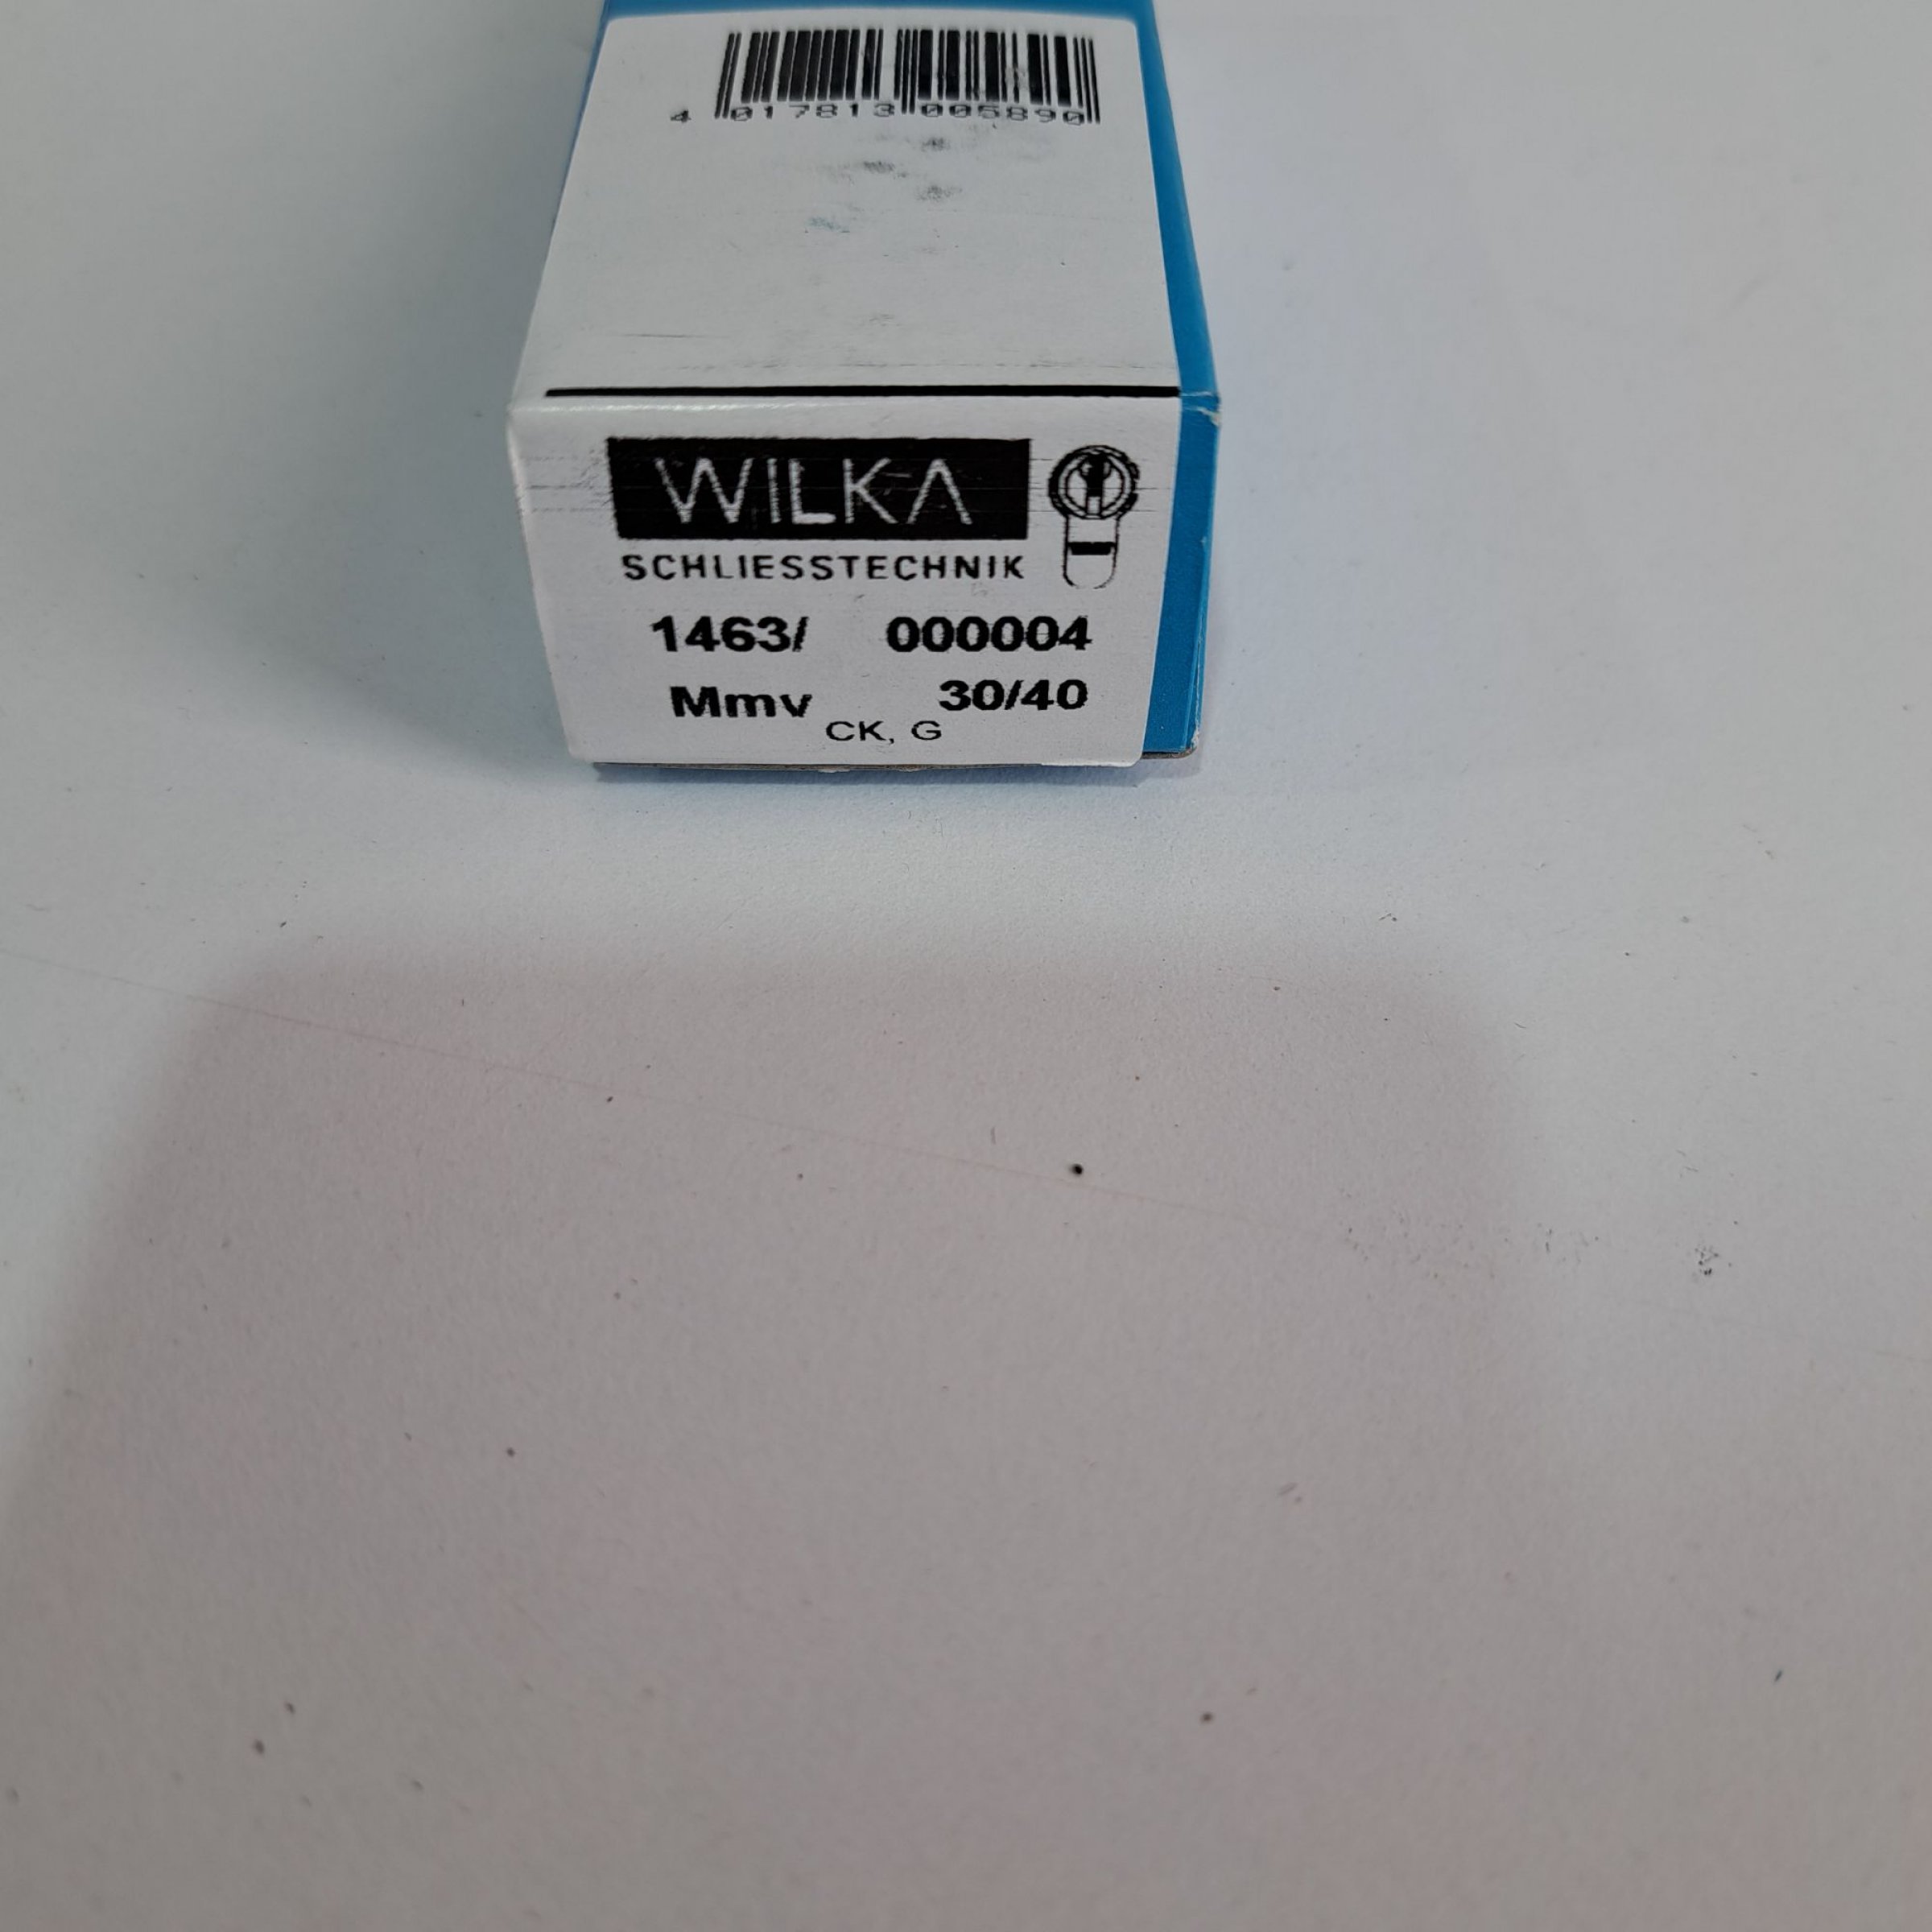 4 017813 005890
WILKA
SCHLIESSTECHNIK
1463/ 000004
Mmv 30/40
CK, G